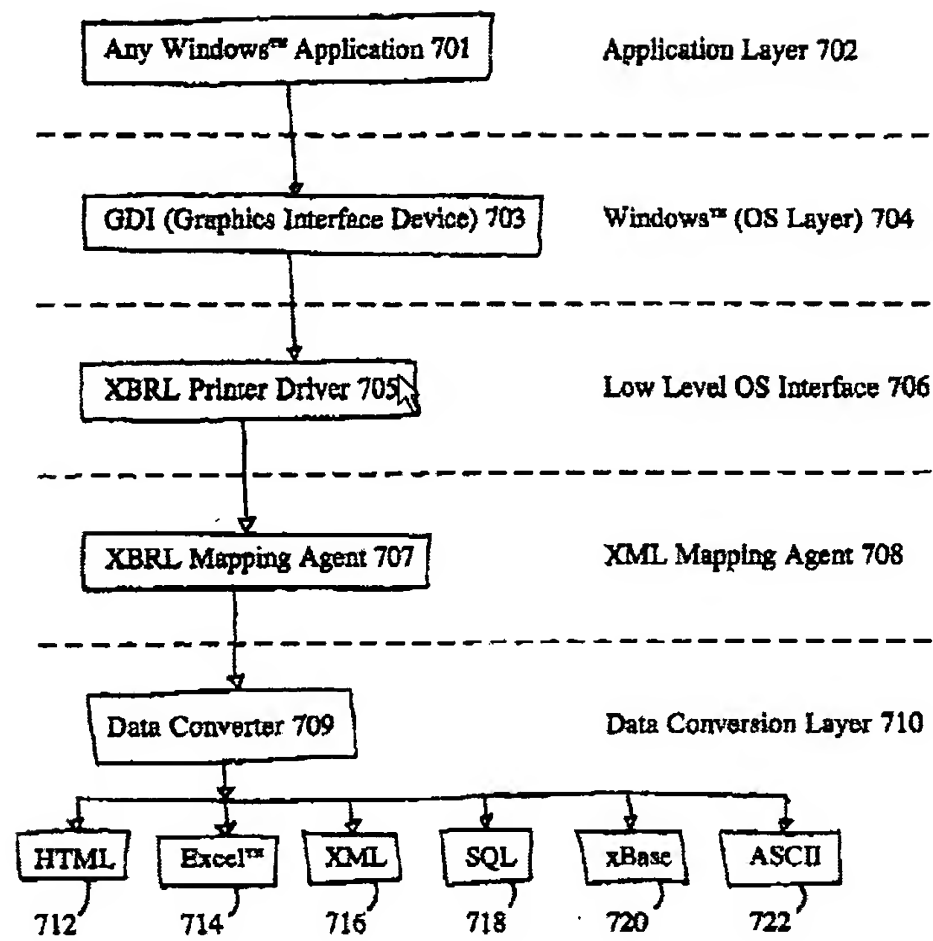 Any Windows™ Application 701 Application Layer 702
GDI (Graphics Interface Device) 703 Windows™ (OS Layer) 704
XBRL Printer Driver 705 Low Level OS Interface 706
XBRL Mapping Agent 707 XML Mapping Agent 708
Data Converter 709 Data Conversion Layer 710
HTML Excel™ XML SQL xBase ASCII
712 714 716 718 720 722